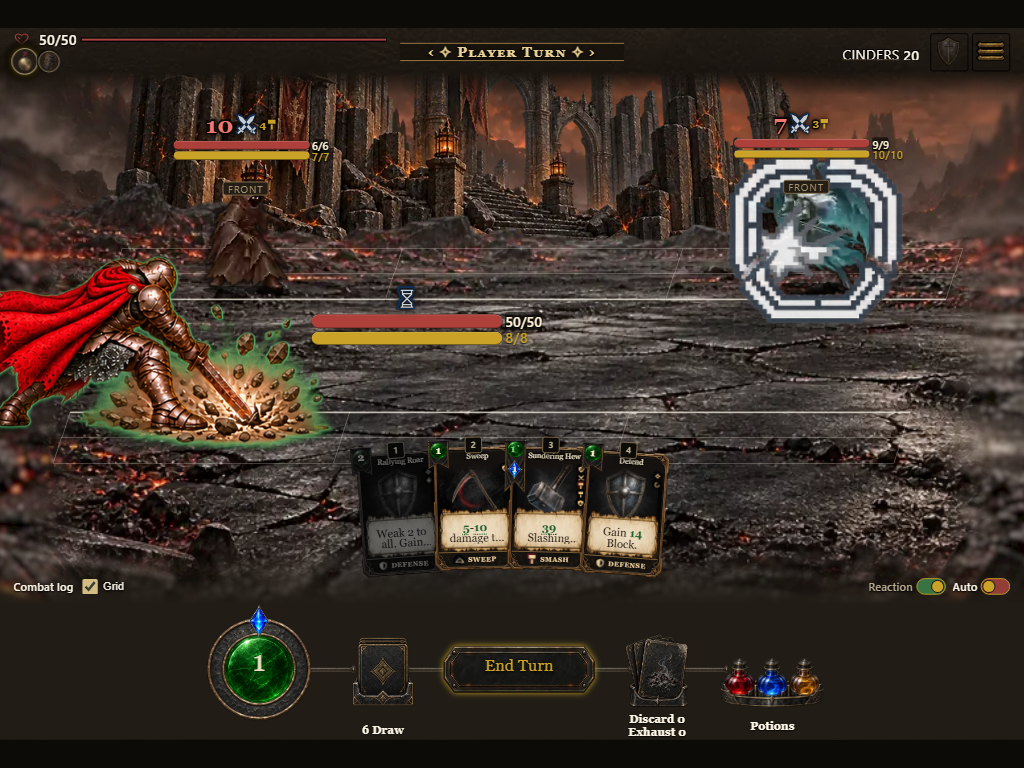 50/50
‹ ✧ Player Turn ✧ ›
CINDERS 20
10 4
6/6
7/7
FRONT
7 3
9/9
10/10
FRONT
50/50
8/8
2 1 Rallying Roar
Weak 2 to
all. Gain...
DEFENSE
1 2 Sweep
5-10
damage t...
SWEEP
1 3 Sundering Hew
39
Slashing...
SMASH
1 4 Defend
Gain 14
Block.
DEFENSE
Combat log Grid
Reaction Auto
1
End Turn
6 Draw
Discard 0
Exhaust 0
Potions